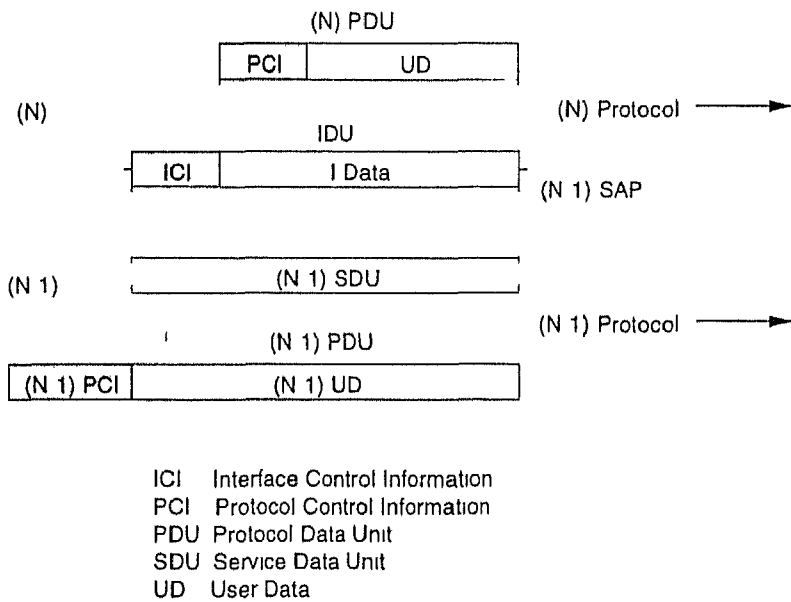 (N) PDU
PCI UD
(N) (N) Protocol
IDU
ICI I Data
(N 1) SAP
(N 1) (N 1) SDU
(N 1) Protocol
(N 1) PDU
(N 1) PCI (N 1) UD
ICI Interface Control Information
PCI Protocol Control Information
PDU Protocol Data Unit
SDU Service Data Unit
UD User Data